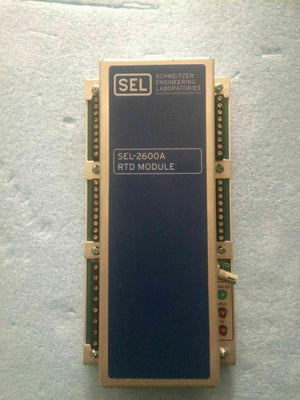 SEL
SCHWEITZER
ENGINEERING
LABORATORIES
SEL-2600A
RTD MODULE